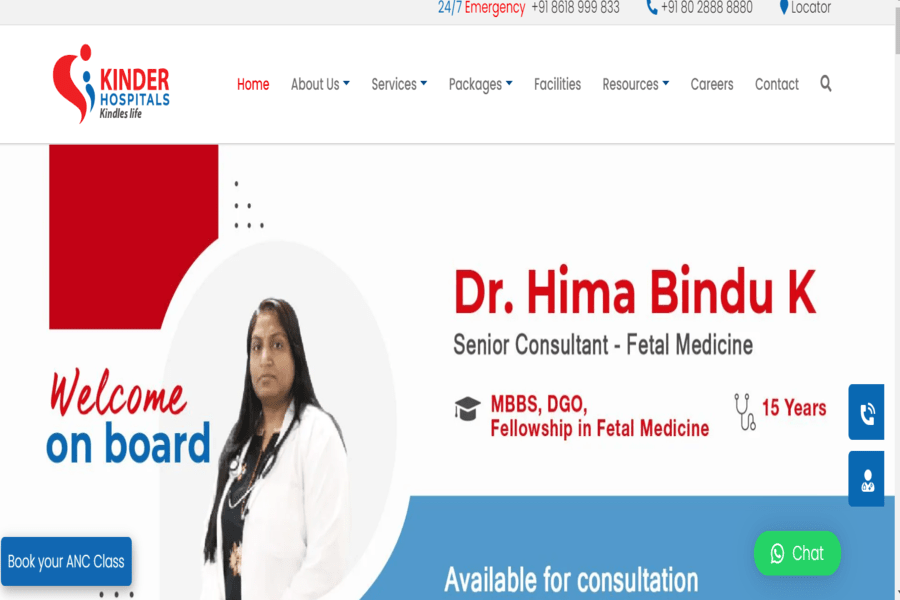 24/7 Emergency +91 8618 999 833 +91 80 2888 8880 Locator
KINDER
HOSPITALS
Kindles life
Home About Us Services Packages Facilities Resources Careers Contact
Dr. Hima Bindu K
Senior Consultant - Fetal Medicine
MBBS, DGO,
Fellowship in Fetal Medicine
15 Years
Welcome
on board
Book your ANC Class
Chat
Available for consultation